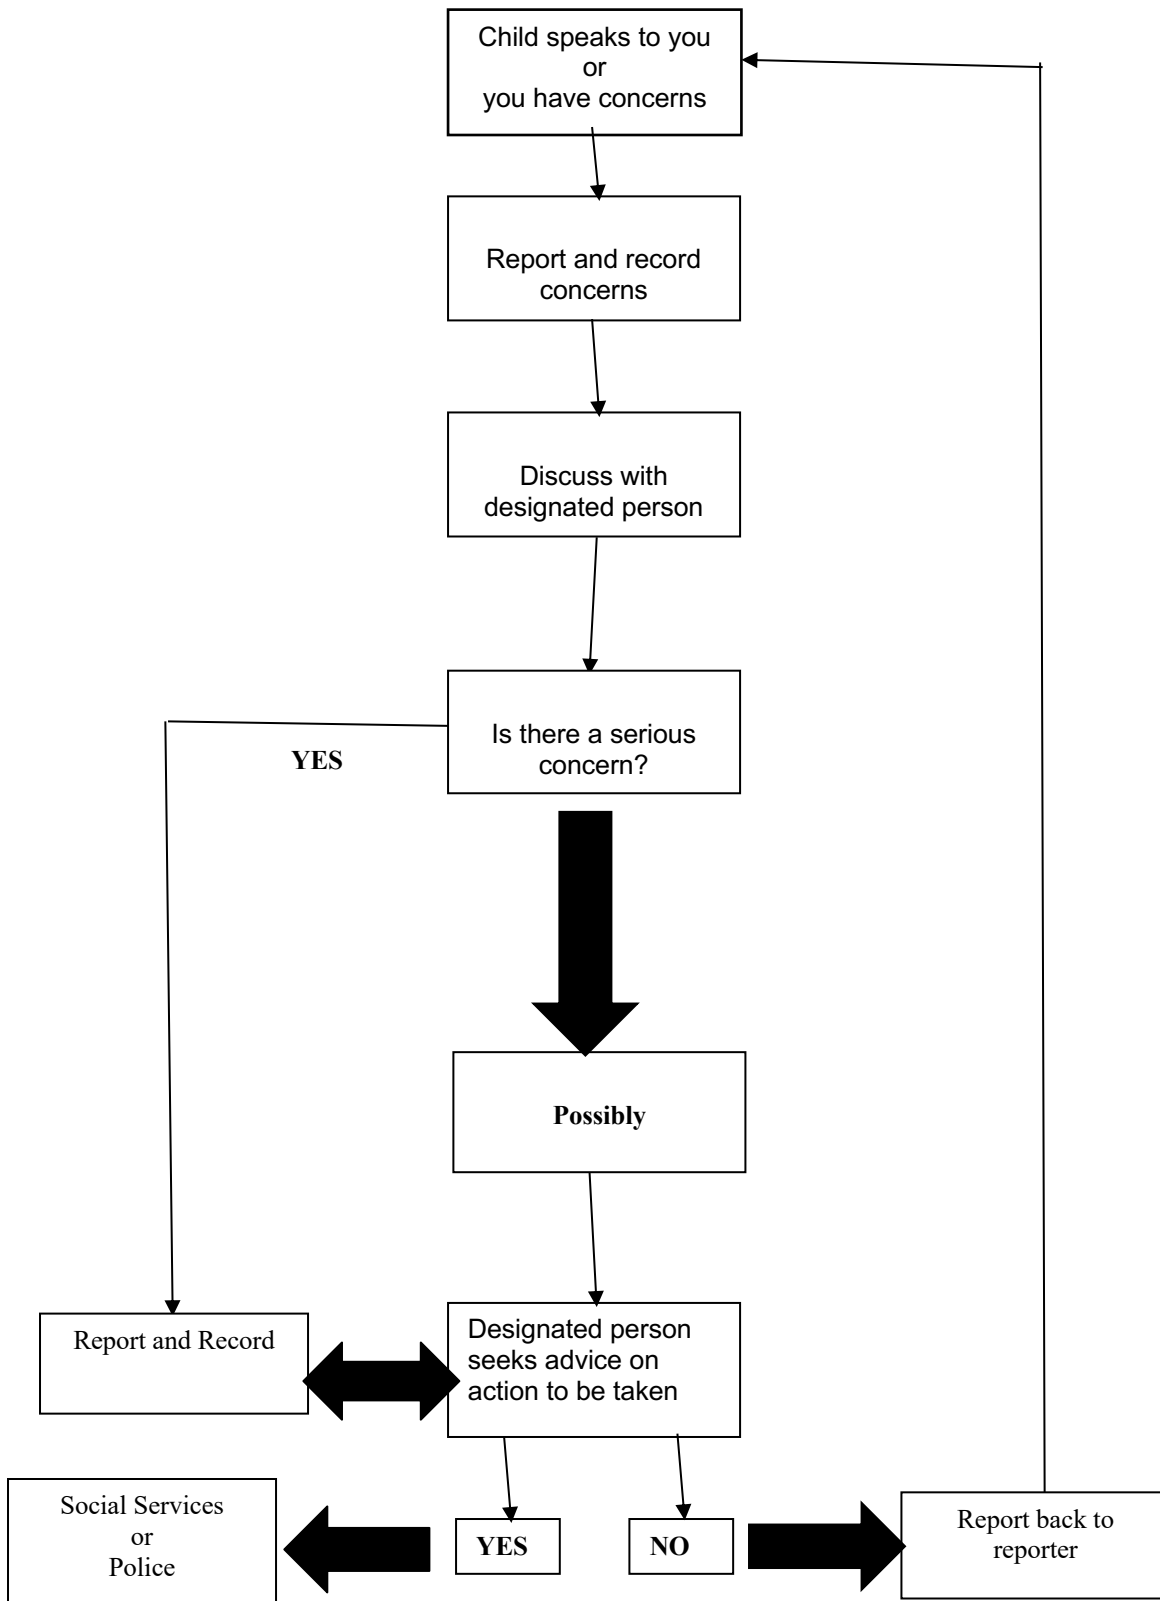 Child speaks to you
or
you have concerns
Report and record
concerns
Discuss with
designated person
Is there a serious
concern?
YES
Possibly
Report and Record
Designated person
seeks advice on
action to be taken
Social Services
or
Police
YES
NO
Report back to
reporter